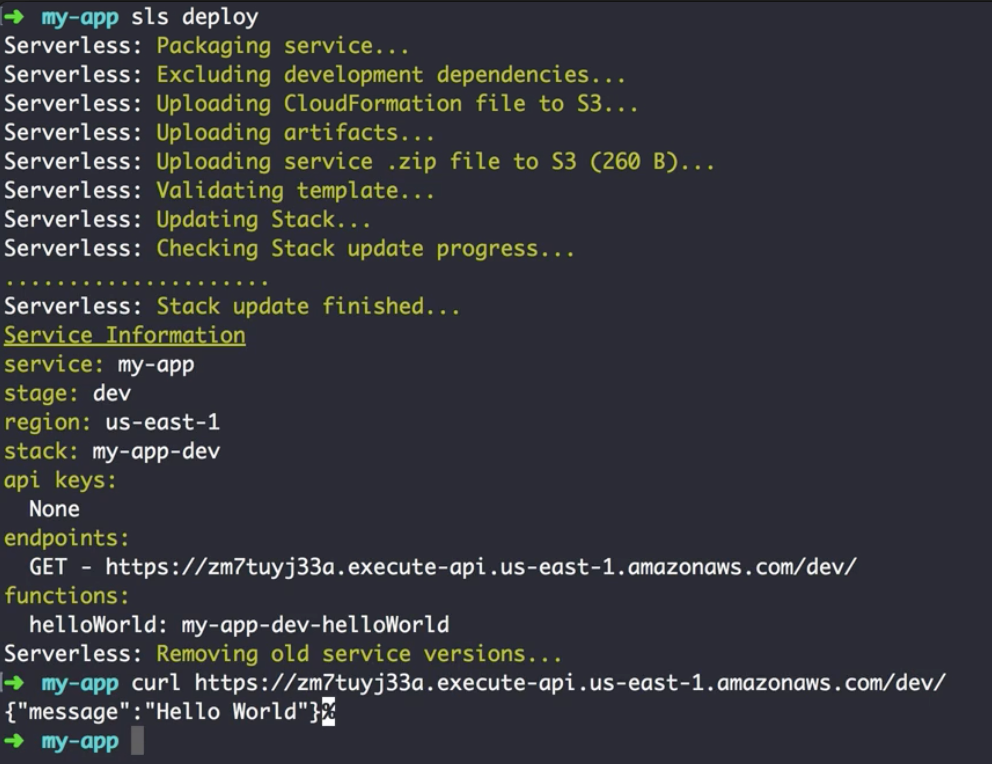 ➜ my-app sls deploy
Serverless: Packaging service...
Serverless: Excluding development dependencies...
Serverless: Uploading CloudFormation file to S3...
Serverless: Uploading artifacts...
Serverless: Uploading service .zip file to S3 (260 B)...
Serverless: Validating template...
Serverless: Updating Stack...
Serverless: Checking Stack update progress...
.....................
Serverless: Stack update finished...
Service Information
service: my-app
stage: dev
region: us-east-1
stack: my-app-dev
api keys:
  None
endpoints:
  GET - https://zm7tuyj33a.execute-api.us-east-1.amazonaws.com/dev/
functions:
  helloWorld: my-app-dev-helloWorld
Serverless: Removing old service versions...
➜ my-app curl https://zm7tuyj33a.execute-api.us-east-1.amazonaws.com/dev/
{"message":"Hello World"}%
➜ my-app